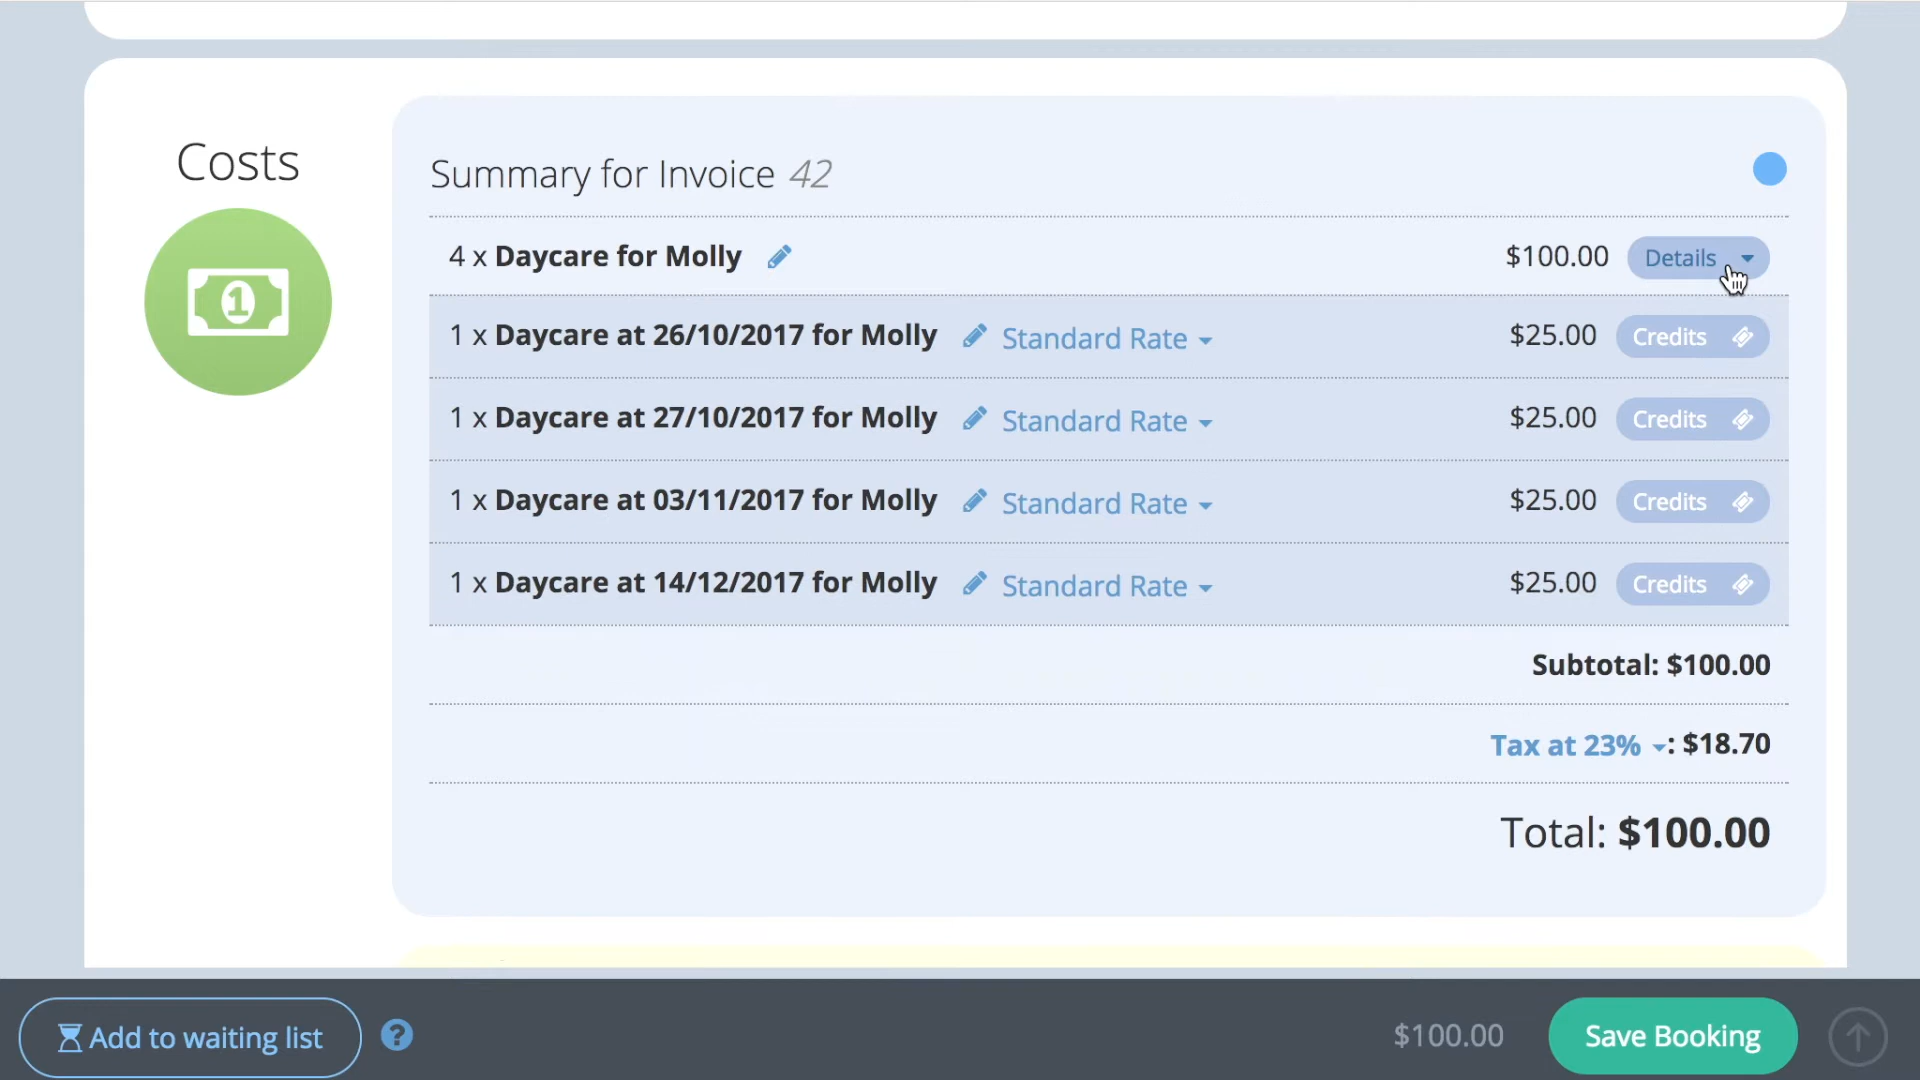 Costs
Summary for Invoice 42
4 x Daycare for Molly $100.00 Details
1 x Daycare at 26/10/2017 for Molly Standard Rate $25.00 Credits
1 x Daycare at 27/10/2017 for Molly Standard Rate $25.00 Credits
1 x Daycare at 03/11/2017 for Molly Standard Rate $25.00 Credits
1 x Daycare at 14/12/2017 for Molly Standard Rate $25.00 Credits
Subtotal: $100.00
Tax at 23% : $18.70
Total: $100.00
Add to waiting list ? $100.00 Save Booking